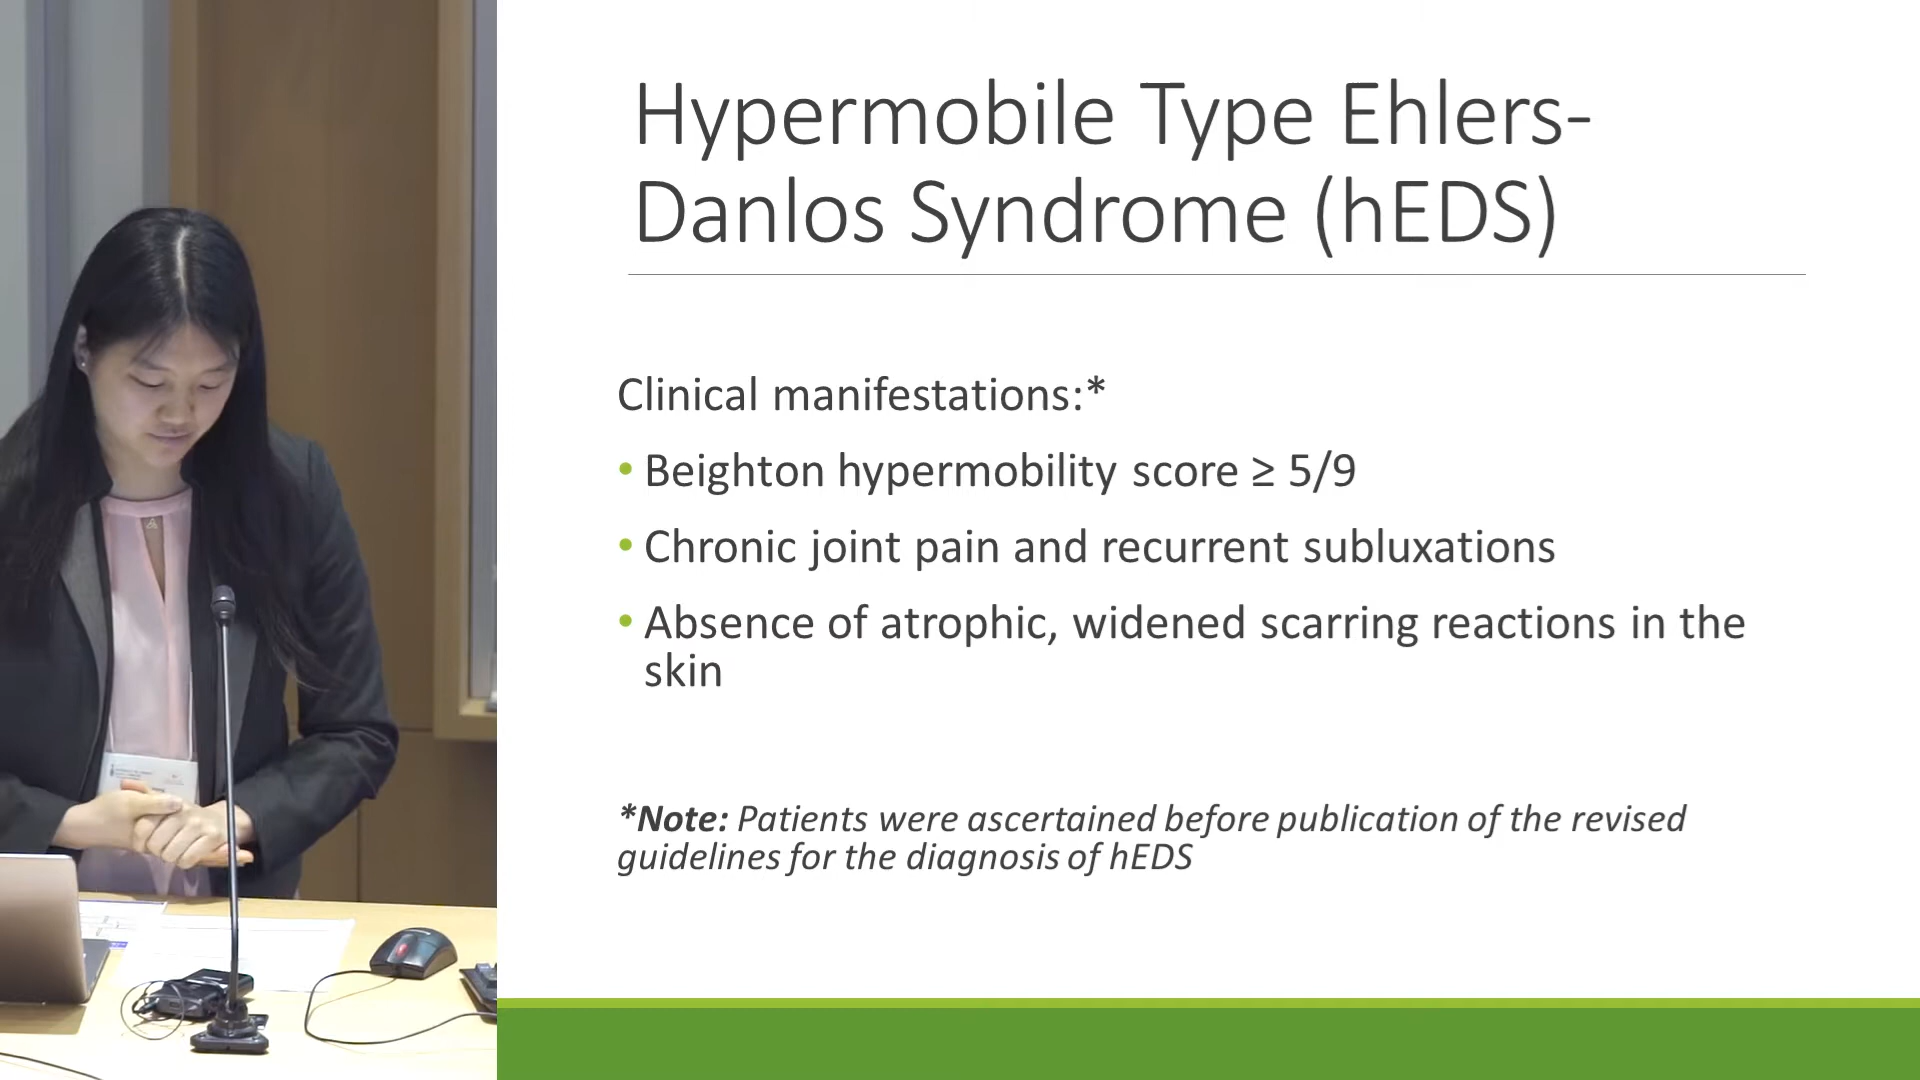 Hypermobile Type Ehlers-
Danlos Syndrome (hEDS)
Clinical manifestations:*
• Beighton hypermobility score ≥ 5/9
• Chronic joint pain and recurrent subluxations
• Absence of atrophic, widened scarring reactions in the
skin
*Note: Patients were ascertained before publication of the revised
guidelines for the diagnosis of hEDS